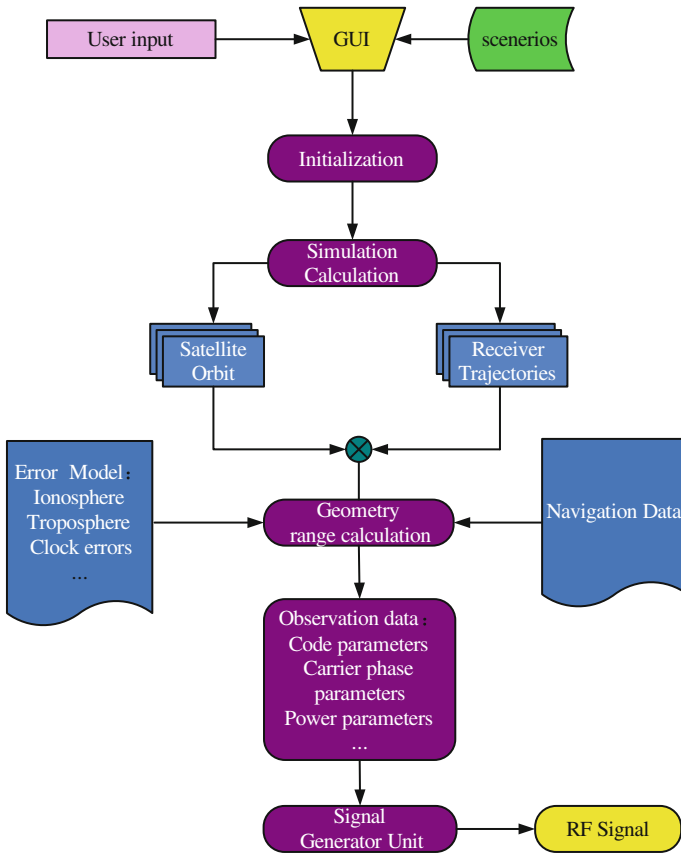 User input
GUI
scenerios
Initialization
Simulation
Calculation
Satellite
Orbit
Receiver
Trajectories
Error Model：
Ionosphere
Troposphere
Clock errors
...
Geometry
range calculation
Navigation Data
Observation data：
Code parameters
Carrier phase
parameters
Power parameters
...
Signal
Generator Unit
RF Signal